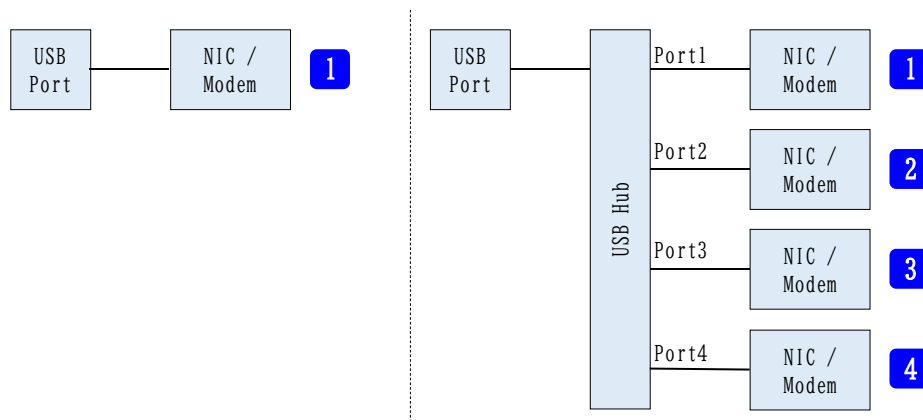 USB
Port
NIC /
Modem
1
USB
Port
USB Hub
Port1
NIC /
Modem
1
Port2
NIC /
Modem
2
Port3
NIC /
Modem
3
Port4
NIC /
Modem
4